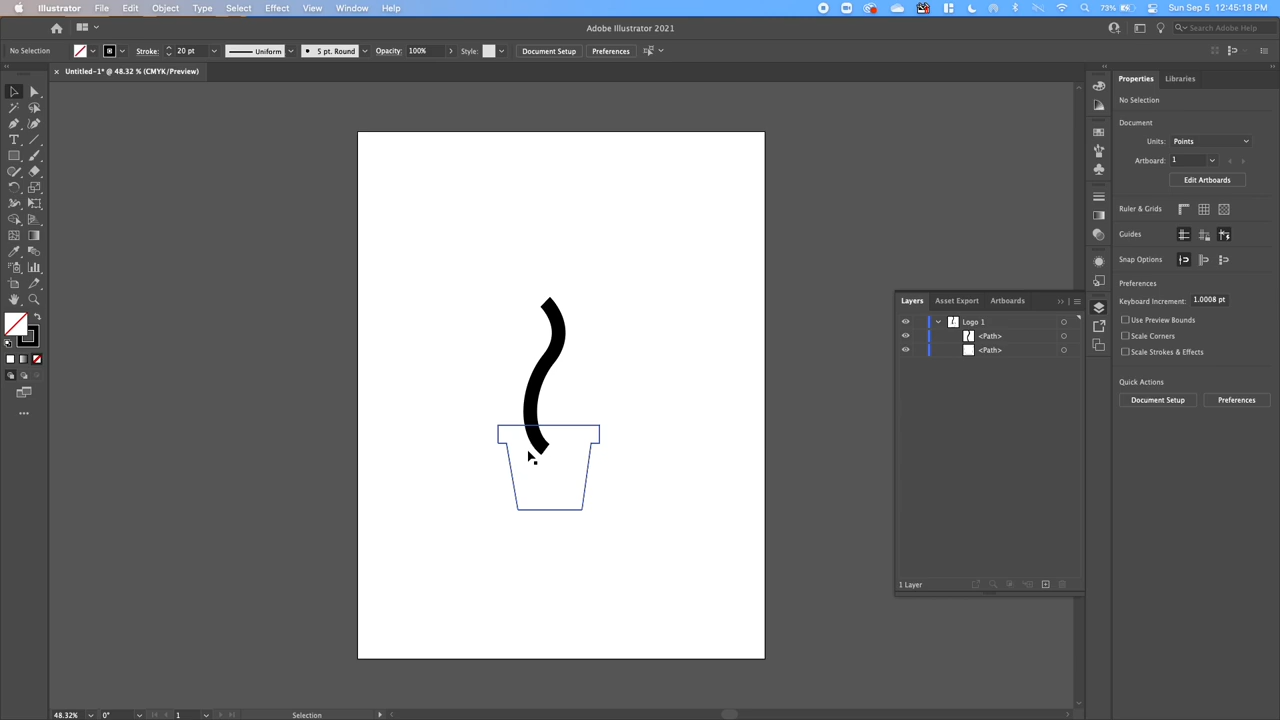 Illustrator File Edit Object Type Select Effect View Window Help 73% Sun Sep 5 12:45:18 PM
Adobe Illustrator 2021 Search Adobe Help
No Selection Stroke: 20 pt Uniform 5 pt. Round Opacity: 100% Style: Document Setup Preferences
× Untitled-1* @ 48.32 % (CMYK/Preview)
Properties Libraries
No Selection
Document
Units: Points
Artboard: 1
Edit Artboards
Ruler & Grids
Guides
Snap Options
Preferences
Keyboard Increment: 1.0008 pt
Use Preview Bounds
Scale Corners
Scale Strokes & Effects
Quick Actions
Document Setup Preferences
Layers Asset Export Artboards
Logo 1
<Path>
<Path>
1 Layer
48.32% 0° 1 Selection